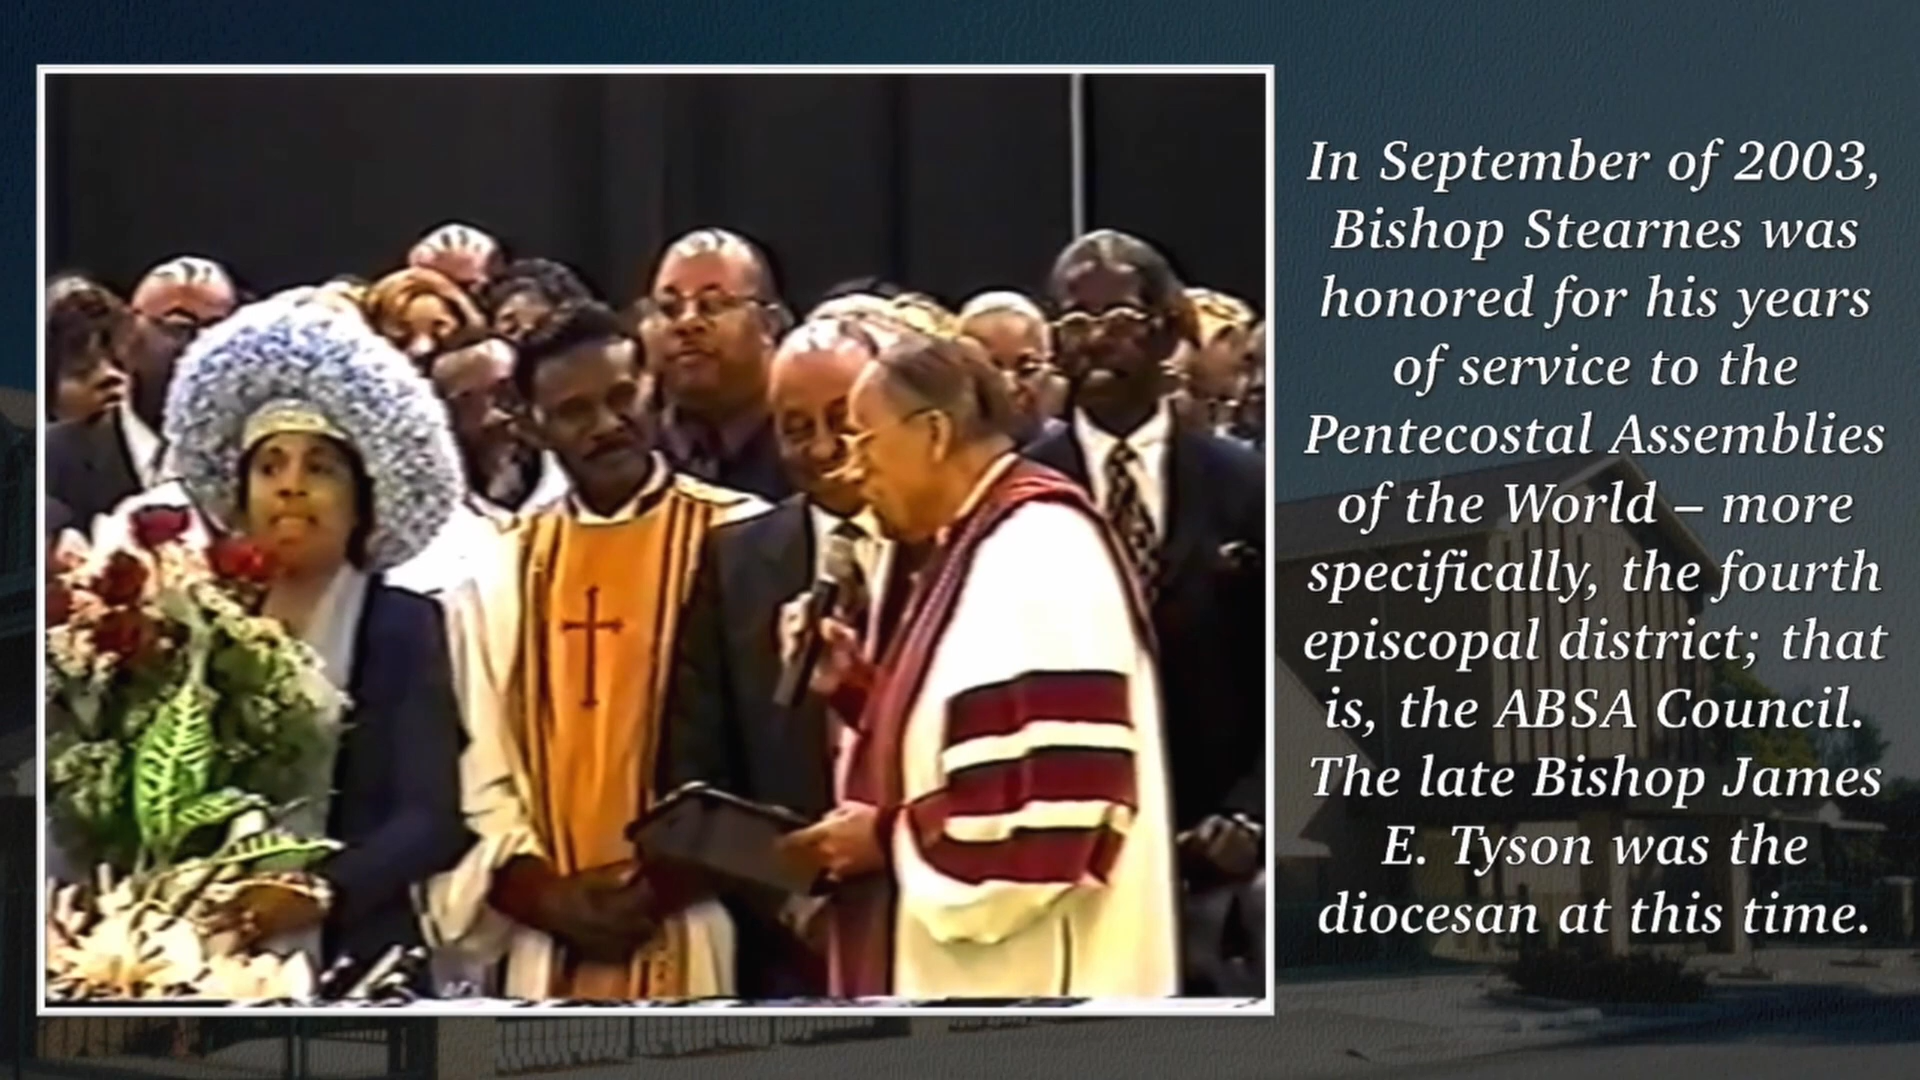 In September of 2003,
Bishop Stearnes was
honored for his years
of service to the
Pentecostal Assemblies
of the World – more
specifically, the fourth
episcopal district; that
is, the ABSA Council.
The late Bishop James
E. Tyson was the
diocesan at this time.